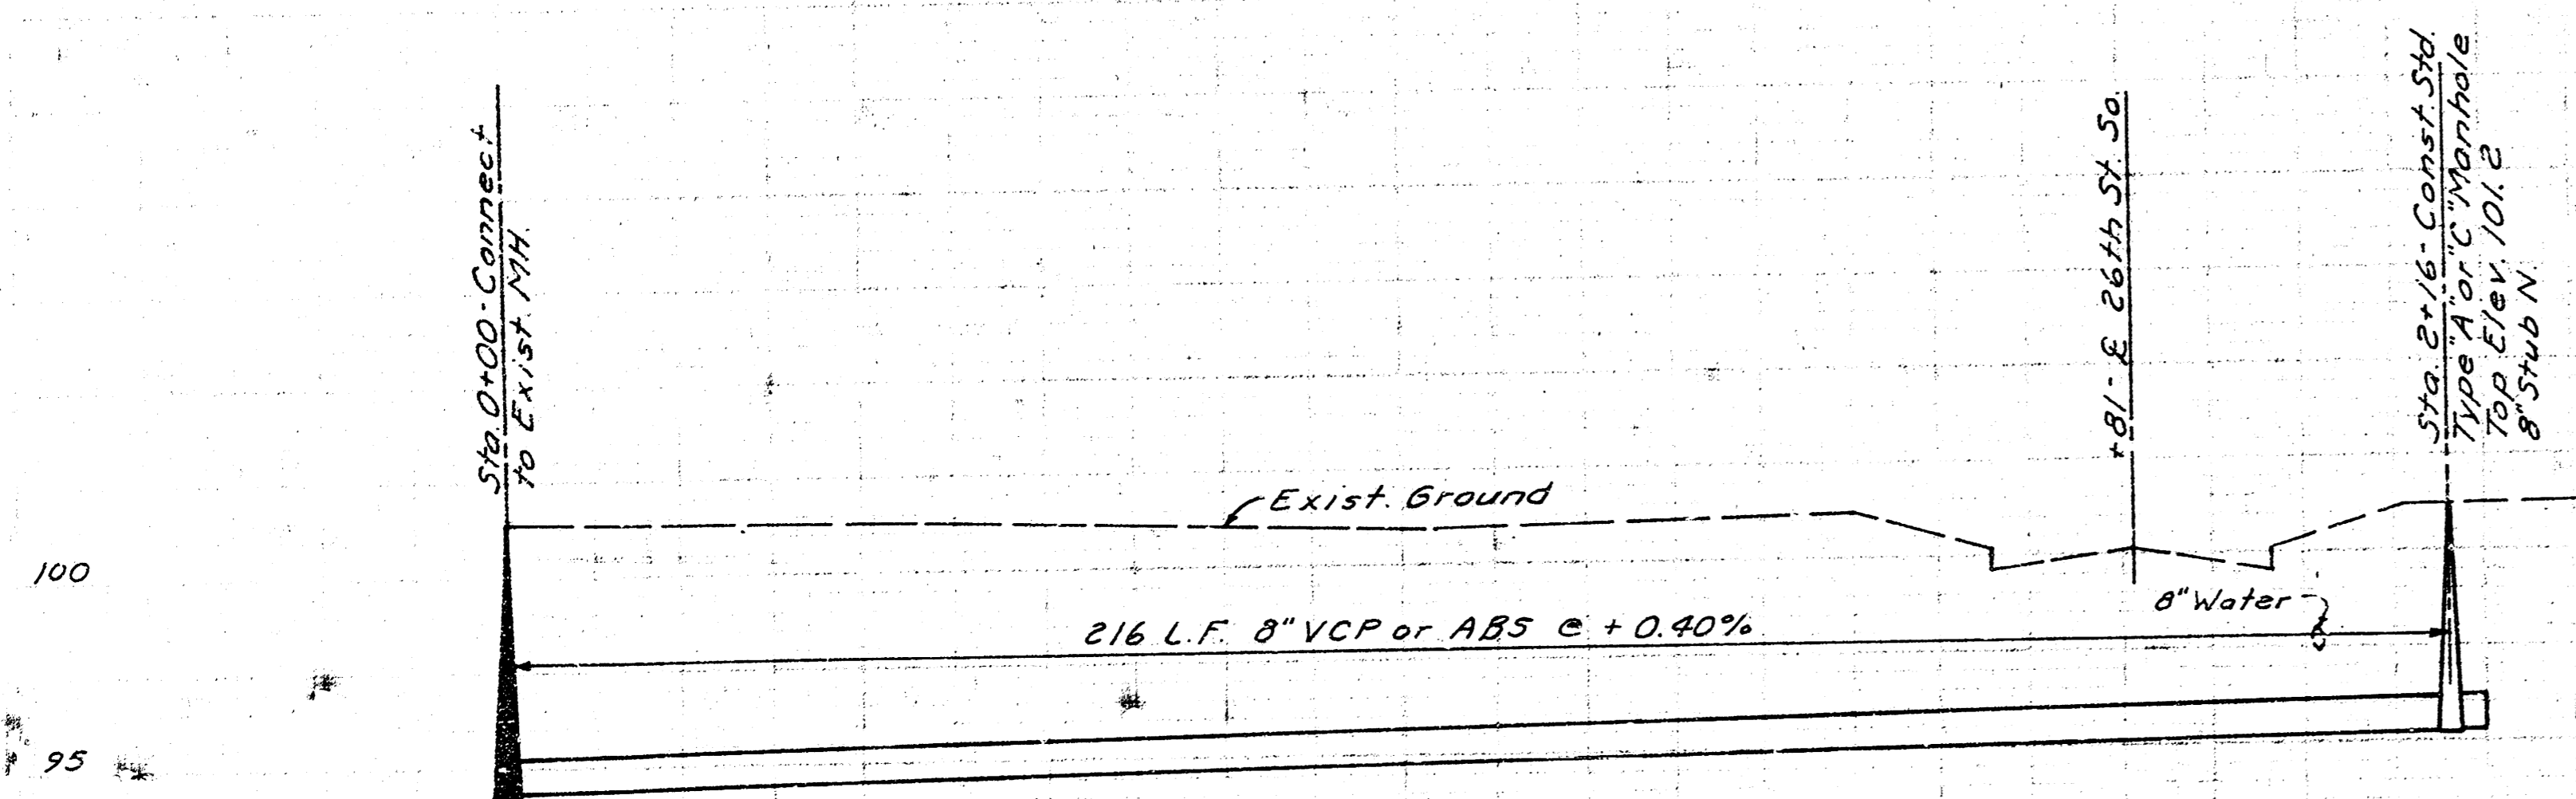 Sta. 0+00 - Connect
to Exist. MH.
+81 - ℄ 26th St. So.
Sta. 2+16 - Const. Std.
Type "A" or "C" Manhole
Top Elev. 101.2
8" Stub N.
Exist. Ground
100
8" Water
216 L.F. 8" VCP or ABS @ + 0.40%
95